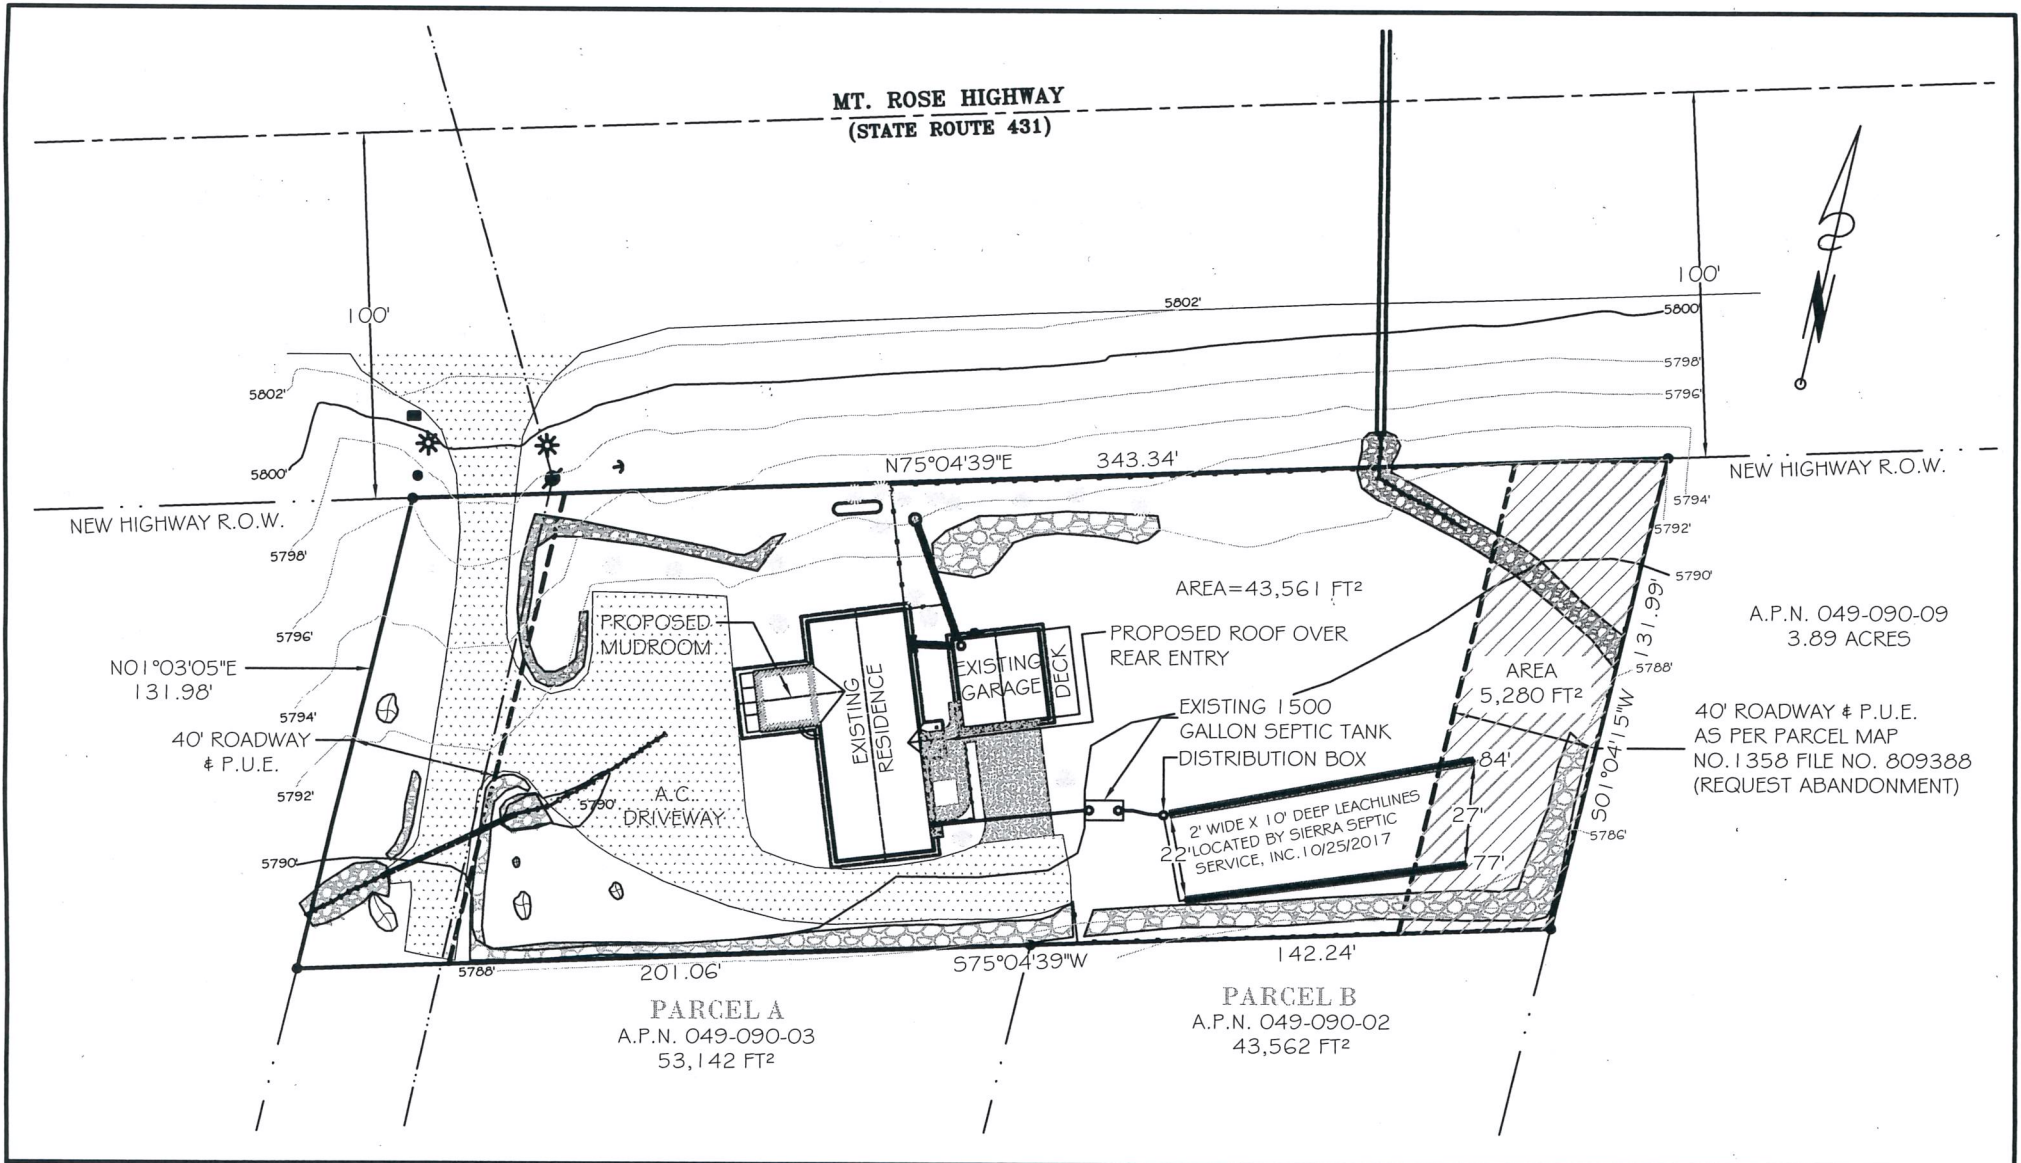 MT. ROSE HIGHWAY
(STATE ROUTE 431)
100'
100'
N
5802'
5800'
5798'
5796'
5802'
5800'
N75°04'39"E 343.34'
NEW HIGHWAY R.O.W.
NEW HIGHWAY R.O.W.
5794'
5792'
5798'
5790'
AREA=43,561 FT²
PROPOSED
MUDROOM
5796'
PROPOSED ROOF OVER
REAR ENTRY
131.99'
A.P.N. 049-090-09
3.89 ACRES
N01°03'05"E
131.98'
EXISTING
RESIDENCE
EXISTING
GARAGE
DECK
AREA
5,280 FT²
5788'
S01°04'15"W
5794'
EXISTING 1500
GALLON SEPTIC TANK
DISTRIBUTION BOX
40' ROADWAY & P.U.E.
AS PER PARCEL MAP
NO.1358 FILE NO. 809388
(REQUEST ABANDONMENT)
40' ROADWAY
& P.U.E.
84'
5792'
5790'
A.C.
DRIVEWAY
2' WIDE X 10' DEEP LEACHLINES
LOCATED BY SIERRA SEPTIC
SERVICE, INC.10/25/2017
27'
22'
77'
5786'
5790'
5788'
201.06'
S75°04'39"W
142.24'
PARCEL A
A.P.N. 049-090-03
53,142 FT²
PARCEL B
A.P.N. 049-090-02
43,562 FT²